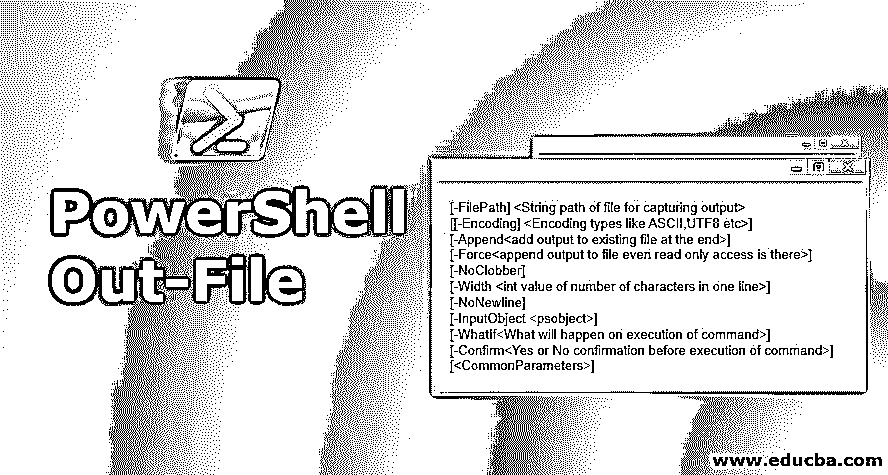 PowerShell
Out-File
[-FilePath] <String path of file for capturing output>
[[-Encoding] <Encoding types like ASCII,UTF8 etc>]
[-Append<add output to existing file at the end>]
[-Force<append output to file even read only access is there>]
[-NoClobber]
[-Width <int value of number of characters in one line>]
[-NoNewline]
[-InputObject <psobject>]
[-WhatIf<What will happen on execution of command>]
[-Confirm<Yes or No confirmation before execution of command>]
[<CommonParameters>]
www.educba.com